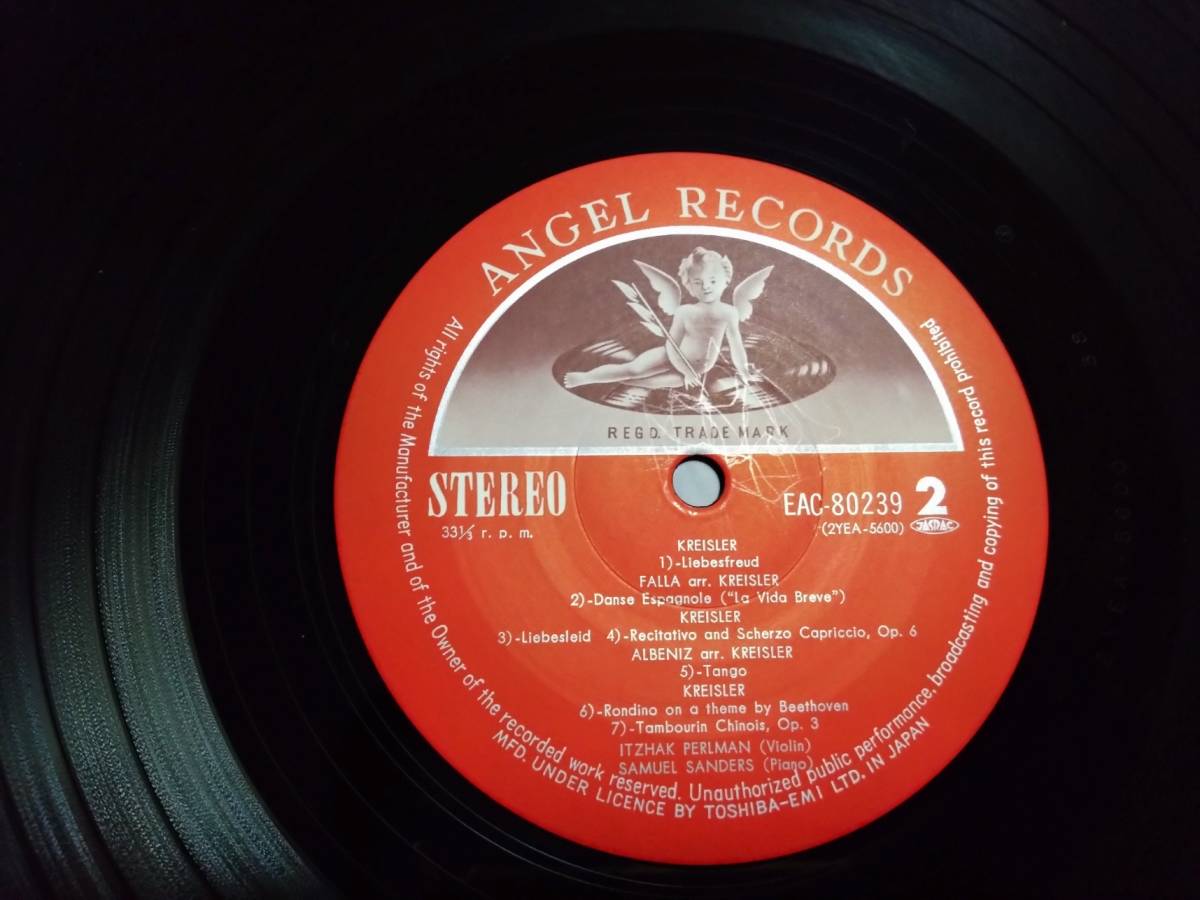 ANGEL RECORDS
REGD. TRADE MARK
STEREO
33⅓ r. p. m.
EAC-80239 2
(2YEA-5600) JASRAC
KREISLER
1)-Liebesfreud
FALLA arr. KREISLER
2)-Danse Espagnole ("La Vida Breve")
KREISLER
3)-Liebesleid 4)-Recitativo and Scherzo Capriccio, Op. 6
ALBENIZ arr. KREISLER
5)-Tango
KREISLER
6)-Rondino on a theme by Beethoven
7)-Tambourin Chinois, Op. 3
ITZHAK PERLMAN (Violin)
SAMUEL SANDERS (Piano)
All rights of the Manufacturer and of the Owner of the recorded work reserved. Unauthorized public performance, broadcasting and copying of this record prohibited
MFD. UNDER LICENCE BY TOSHIBA-EMI LTD. IN JAPAN